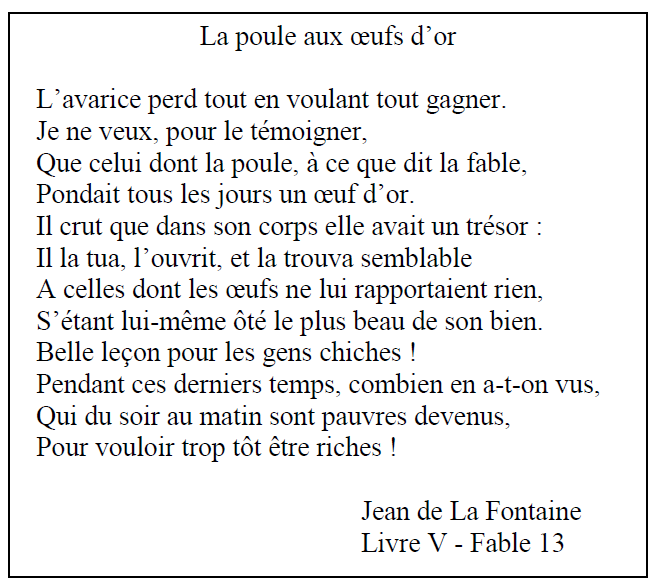 La poule aux œufs d’or
L’avarice perd tout en voulant tout gagner.
Je ne veux, pour le témoigner,
Que celui dont la poule, à ce que dit la fable,
Pondait tous les jours un œuf d’or.
Il crut que dans son corps elle avait un trésor :
Il la tua, l’ouvrit, et la trouva semblable
A celles dont les œufs ne lui rapportaient rien,
S’étant lui-même ôté le plus beau de son bien.
Belle leçon pour les gens chiches !
Pendant ces derniers temps, combien en a-t-on vus,
Qui du soir au matin sont pauvres devenus,
Pour vouloir trop tôt être riches !
Jean de La Fontaine
Livre V - Fable 13